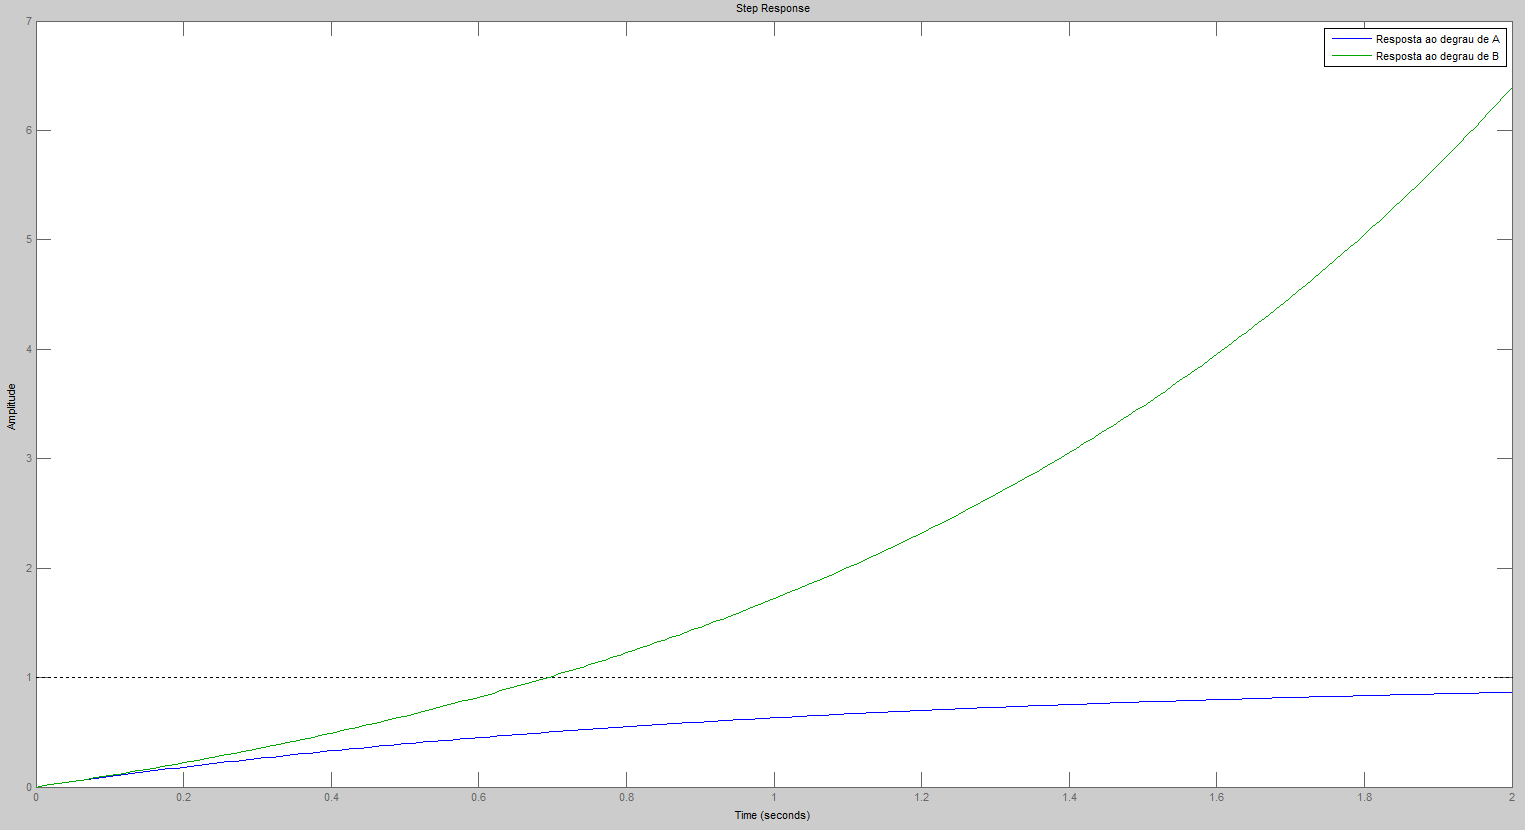 Step Response
Resposta ao degrau de A
Resposta ao degrau de B
7
6
5
4
3
2
1
0
Amplitude
0 0.2 0.4 0.6 0.8 1 1.2 1.4 1.6 1.8 2
Time (seconds)